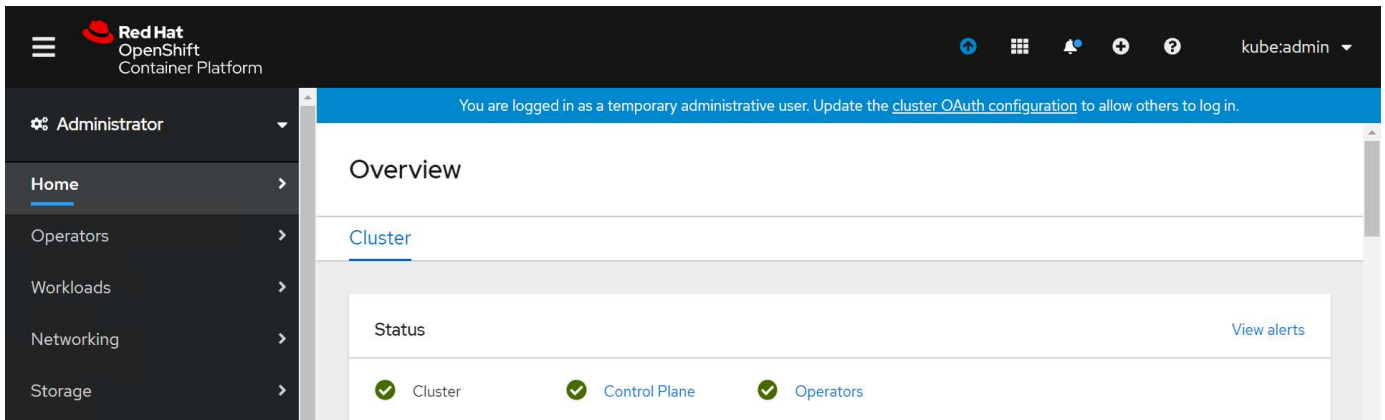 Red Hat
OpenShift
Container Platform
kube:admin
Administrator
You are logged in as a temporary administrative user. Update the cluster OAuth configuration to allow others to log in.
Home
Overview
Operators
Cluster
Workloads
Networking
Status
View alerts
Storage
Cluster
Control Plane
Operators